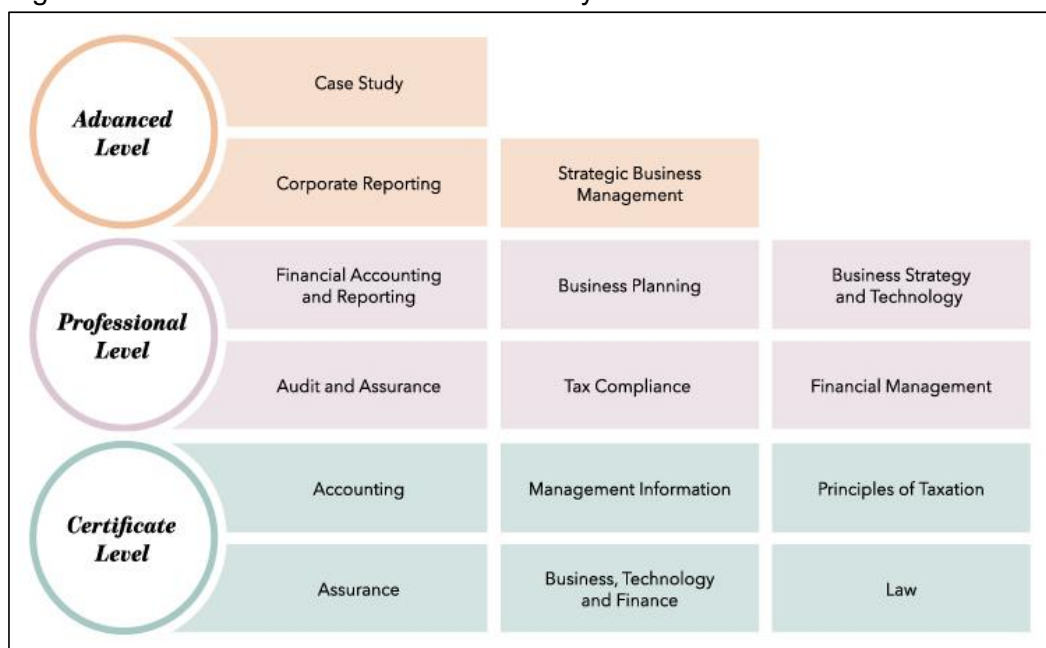 Case Study
Advanced
Level
Corporate Reporting
Strategic Business
Management
Financial Accounting
and Reporting
Business Planning
Business Strategy
and Technology
Professional
Level
Audit and Assurance
Tax Compliance
Financial Management
Accounting
Management Information
Principles of Taxation
Certificate
Level
Assurance
Business, Technology
and Finance
Law